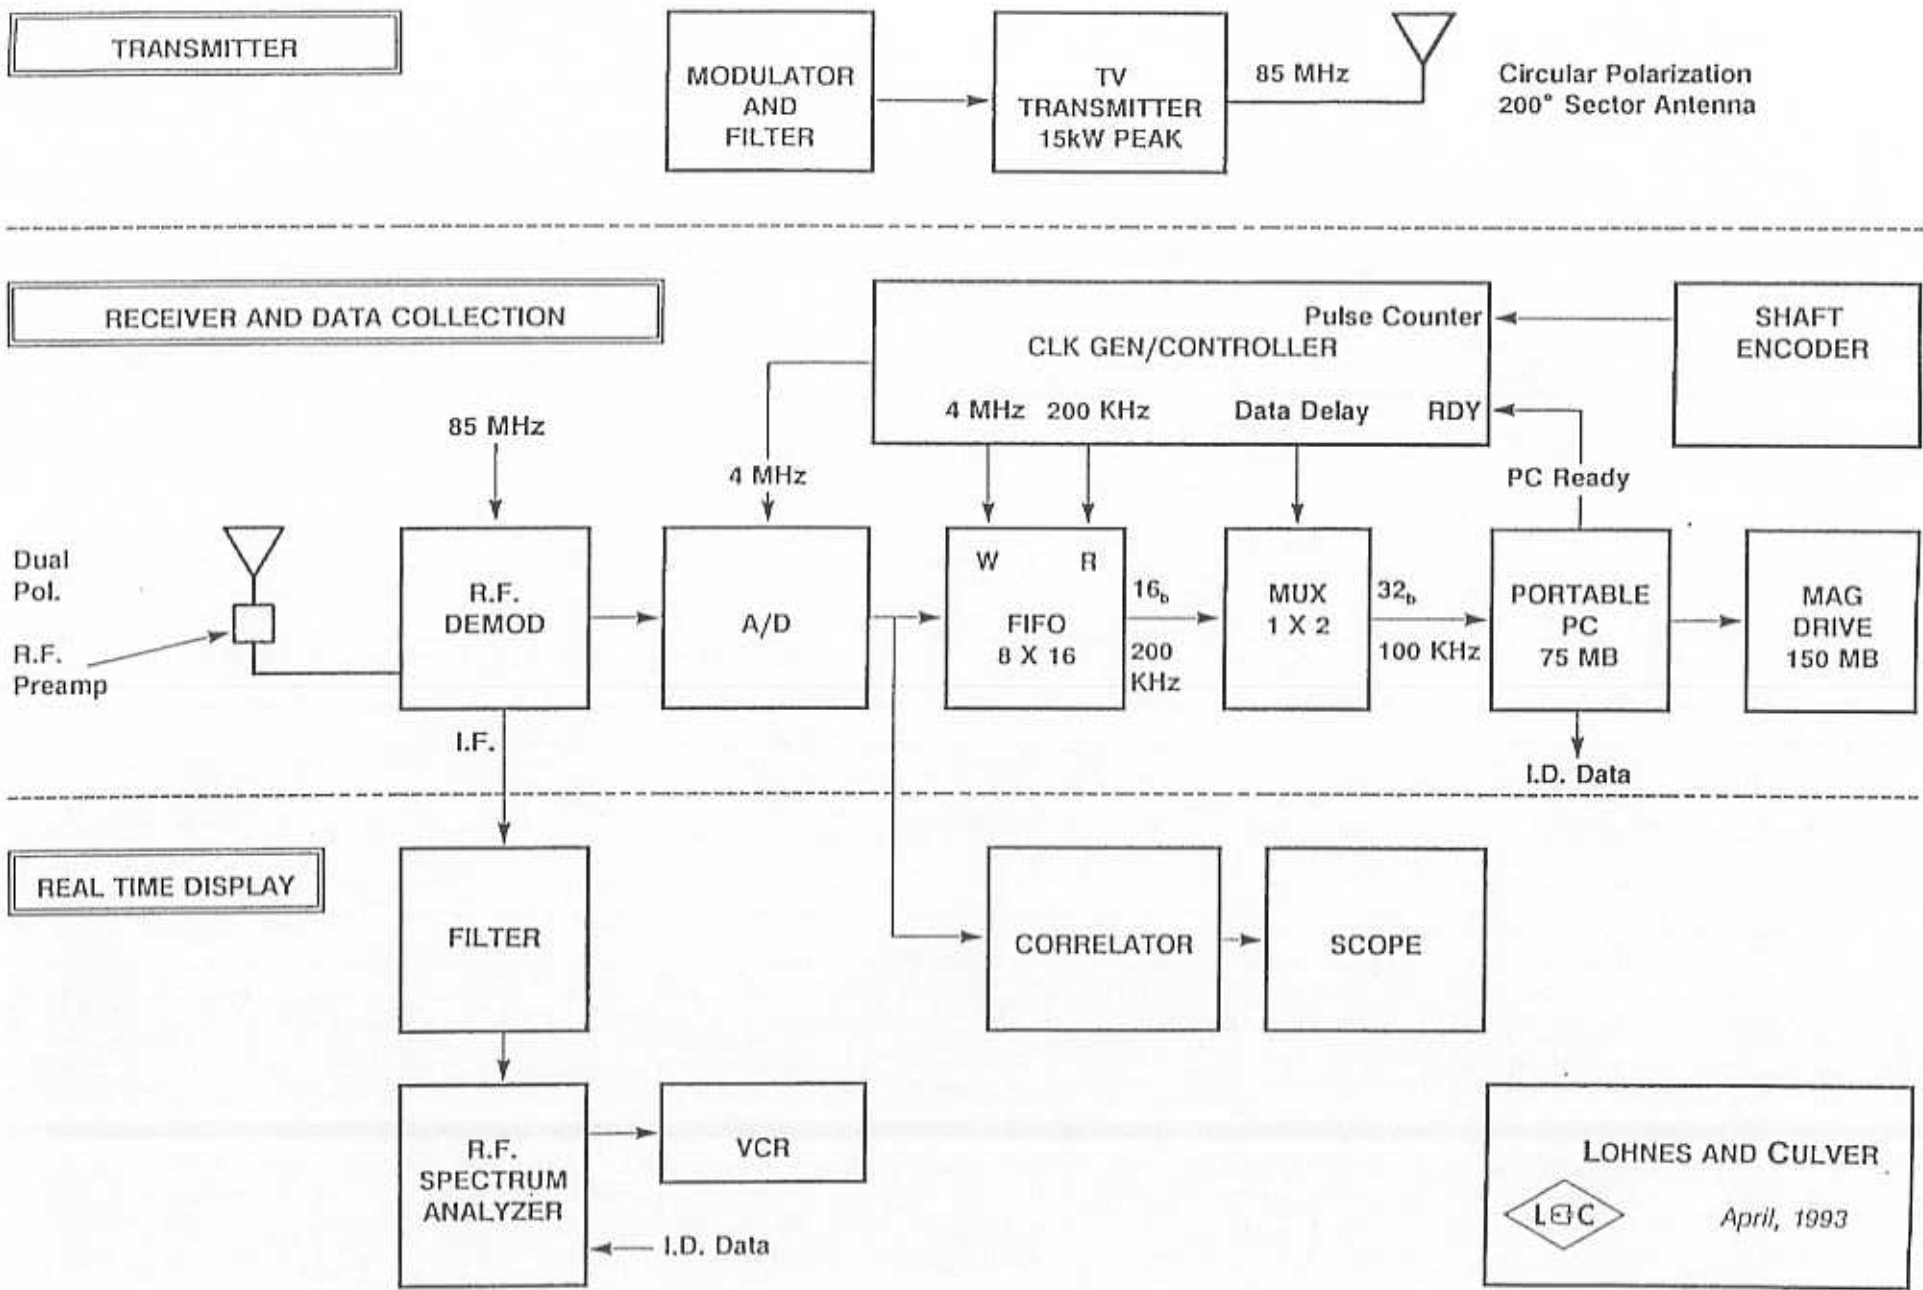 TRANSMITTER
MODULATOR
AND
FILTER
TV
TRANSMITTER
15kW PEAK
85 MHz
Circular Polarization
200° Sector Antenna
RECEIVER AND DATA COLLECTION
Pulse Counter
CLK GEN/CONTROLLER
4 MHz
200 KHz
Data Delay
RDY
SHAFT
ENCODER
85 MHz
4 MHz
PC Ready
Dual
Pol.
R.F.
Preamp
R.F.
DEMOD
A/D
W
R
FIFO
8 X 16
16b
200
KHz
MUX
1 X 2
32b
100 KHz
PORTABLE
PC
75 MB
MAG
DRIVE
150 MB
I.F.
I.D. Data
REAL TIME DISPLAY
FILTER
CORRELATOR
SCOPE
R.F.
SPECTRUM
ANALYZER
VCR
I.D. Data
LOHNES AND CULVER
L C
April, 1993